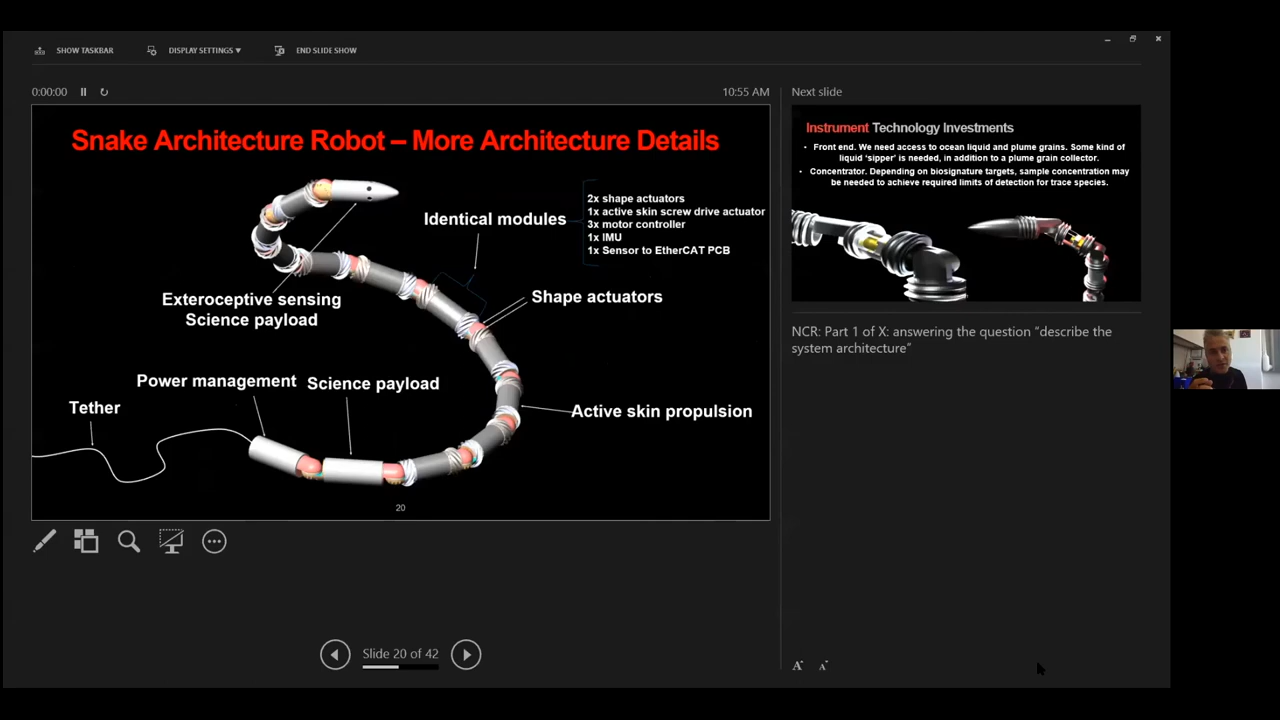 SHOW TASKBAR
DISPLAY SETTINGS ▼
END SLIDE SHOW
0:00:00
10:55 AM
Snake Architecture Robot – More Architecture Details
Identical modules
2x shape actuators
1x active skin screw drive actuator
3x motor controller
1x IMU
1x Sensor to EtherCAT PCB
Exteroceptive sensing
Science payload
Shape actuators
Power management
Science payload
Tether
Active skin propulsion
20
Slide 20 of 42
Next slide
Instrument Technology Investments
• Front end. We need access to ocean liquid and plume grains. Some kind of
liquid ‘sipper’ is needed, in addition to a plume grain collector.
• Concentrator. Depending on biosignature targets, sample concentration may
be needed to achieve required limits of detection for trace species.
NCR: Part 1 of X: answering the question “describe the
system architecture”
A A